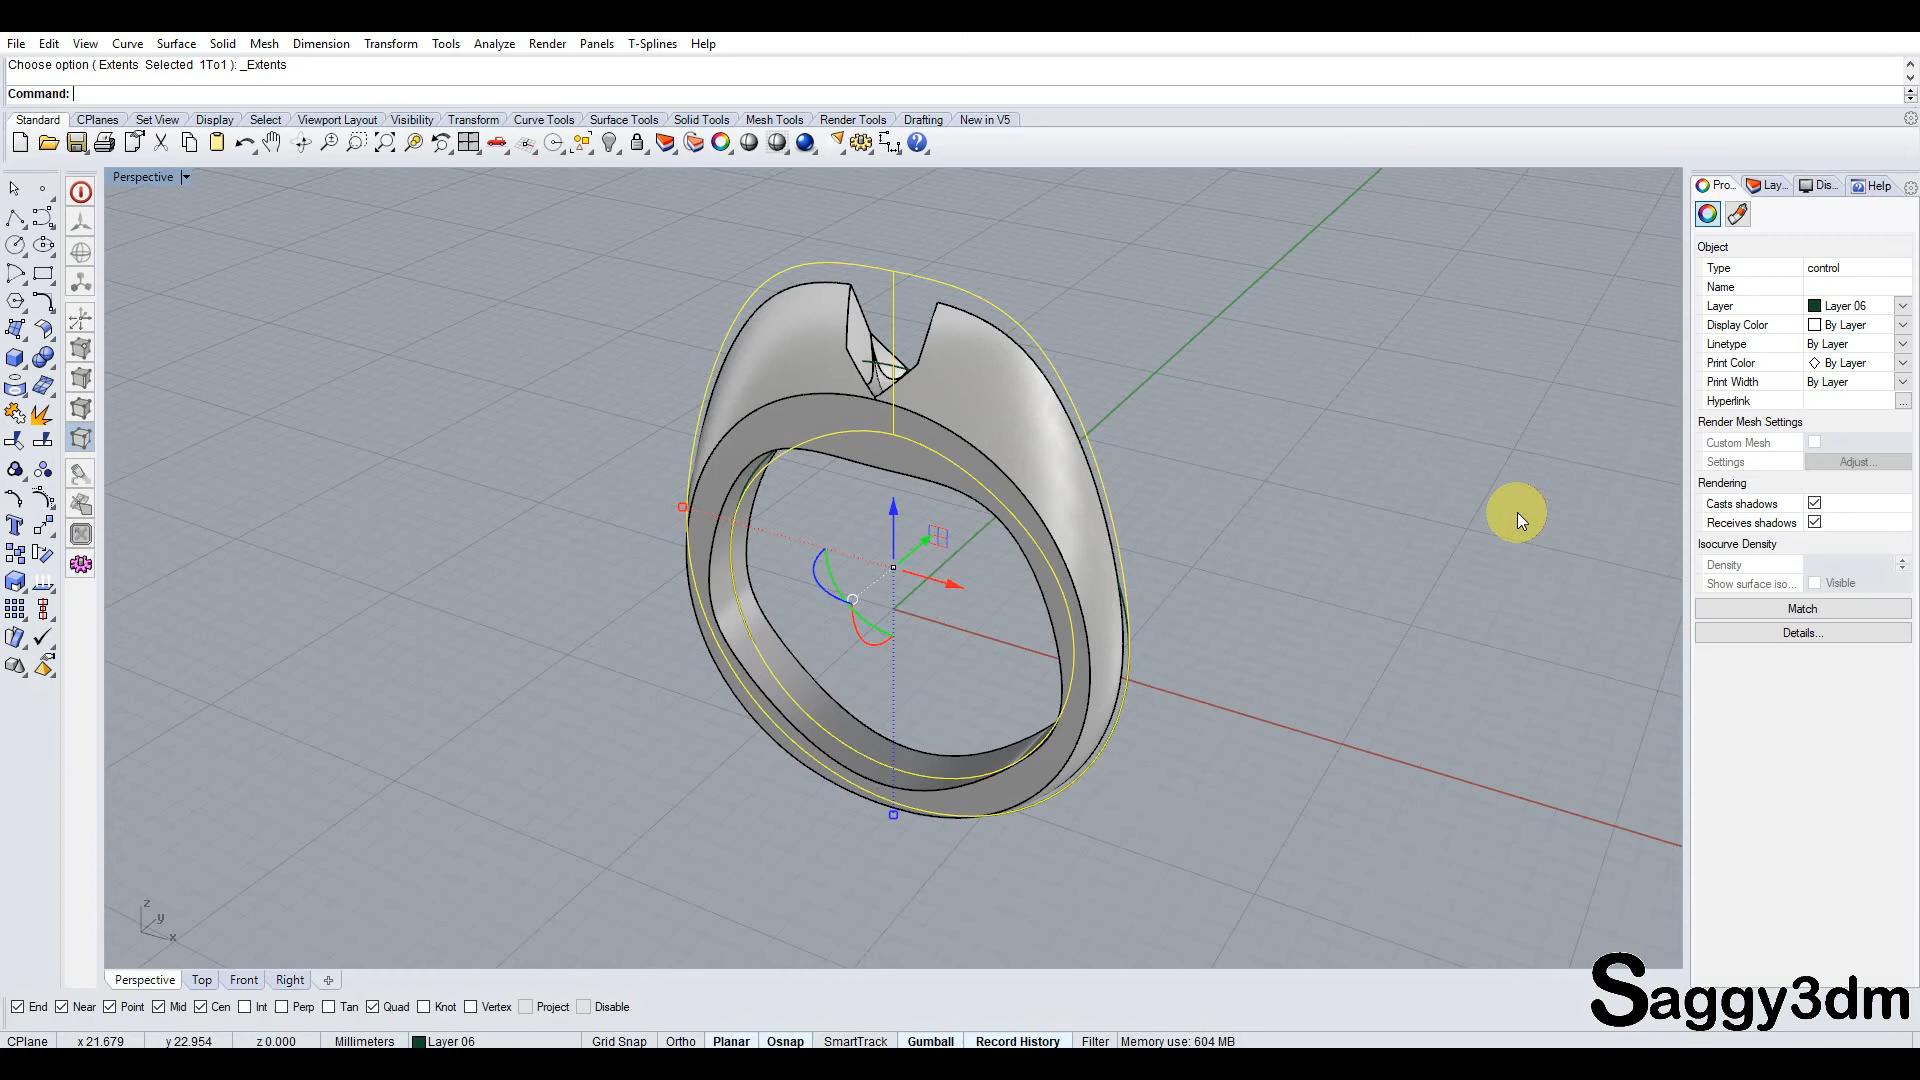 File Edit View Curve Surface Solid Mesh Dimension Transform Tools Analyze Render Panels T-Splines Help
Choose option ( Extents Selected 1To1 ): _Extents
Command:
Standard CPlanes Set View Display Select Viewport Layout Visibility Transform Curve Tools Surface Tools Solid Tools Mesh Tools Render Tools Drafting New in V5
Perspective
Pro... Lay... Dis... Help
Object
Type control
Name
Layer Layer 06
Display Color By Layer
Linetype By Layer
Print Color By Layer
Print Width By Layer
Hyperlink ...
Render Mesh Settings
Custom Mesh
Settings Adjust...
Rendering
Casts shadows
Receives shadows
Isocurve Density
Density
Show surface iso... Visible
Match
Details...
z
y
x
Perspective Top Front Right
Saggy3dm
End Near Point Mid Cen Int Perp Tan Quad Knot Vertex Project Disable
CPlane x 21.679 y 22.954 z 0.000 Millimeters Layer 06 Grid Snap Ortho Planar Osnap SmartTrack Gumball Record History Filter Memory use: 604 MB